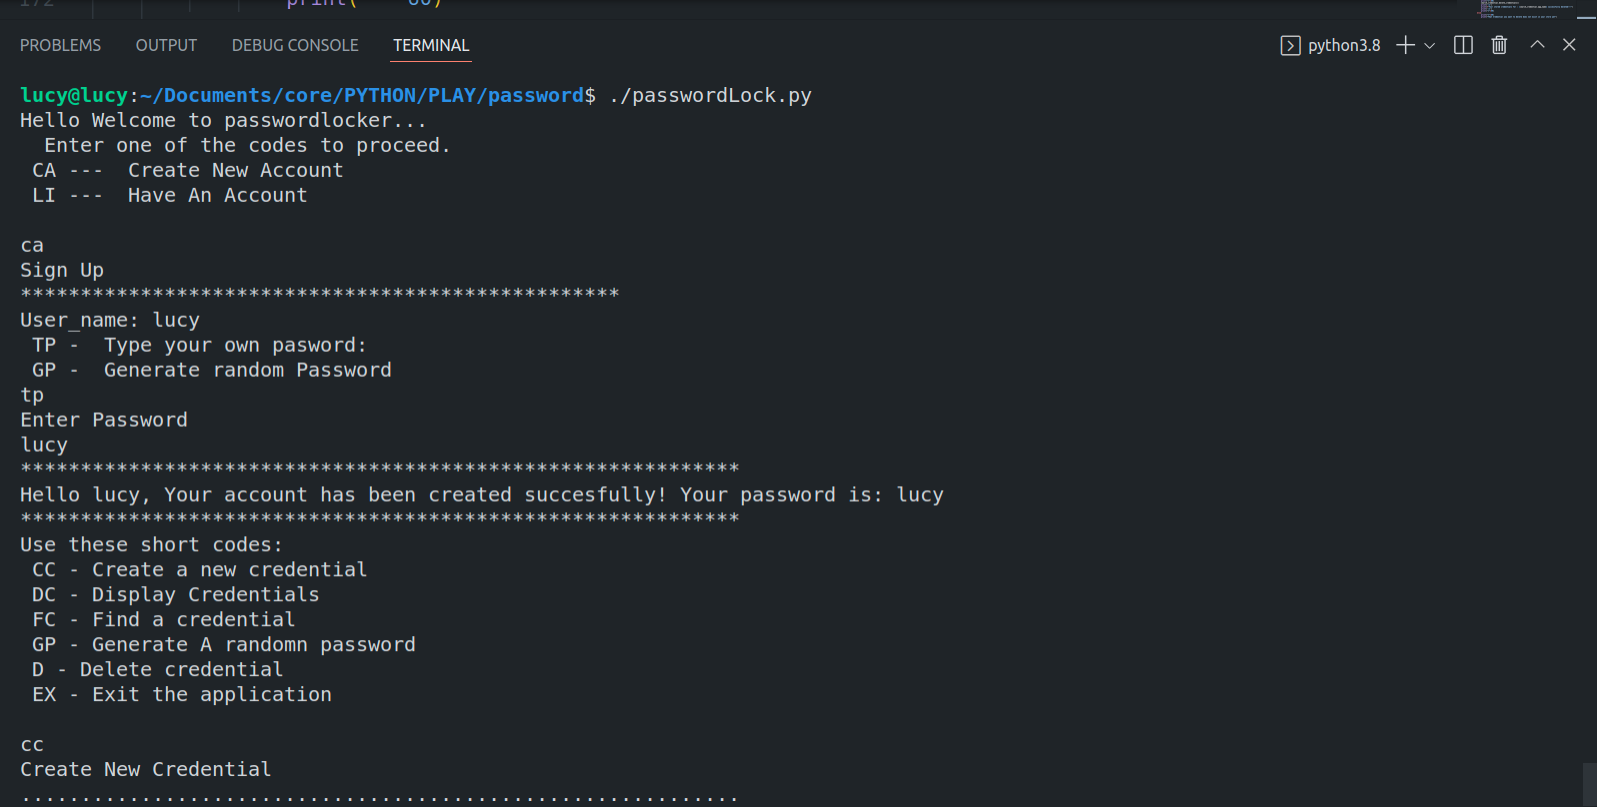 172 print( 60)
PROBLEMS OUTPUT DEBUG CONSOLE TERMINAL python3.8
lucy@lucy:~/Documents/core/PYTHON/PLAY/password$ ./passwordLock.py
Hello Welcome to passwordlocker...
  Enter one of the codes to proceed.
 CA ---  Create New Account
 LI ---  Have An Account
ca
Sign Up
**************************************************
User_name: lucy
 TP -  Type your own pasword:
 GP -  Generate random Password
tp
Enter Password
lucy
************************************************************
Hello lucy, Your account has been created succesfully! Your password is: lucy
************************************************************
Use these short codes:
 CC - Create a new credential
 DC - Display Credentials
 FC - Find a credential
 GP - Generate A randomn password
 D - Delete credential
 EX - Exit the application
cc
Create New Credential
............................................................